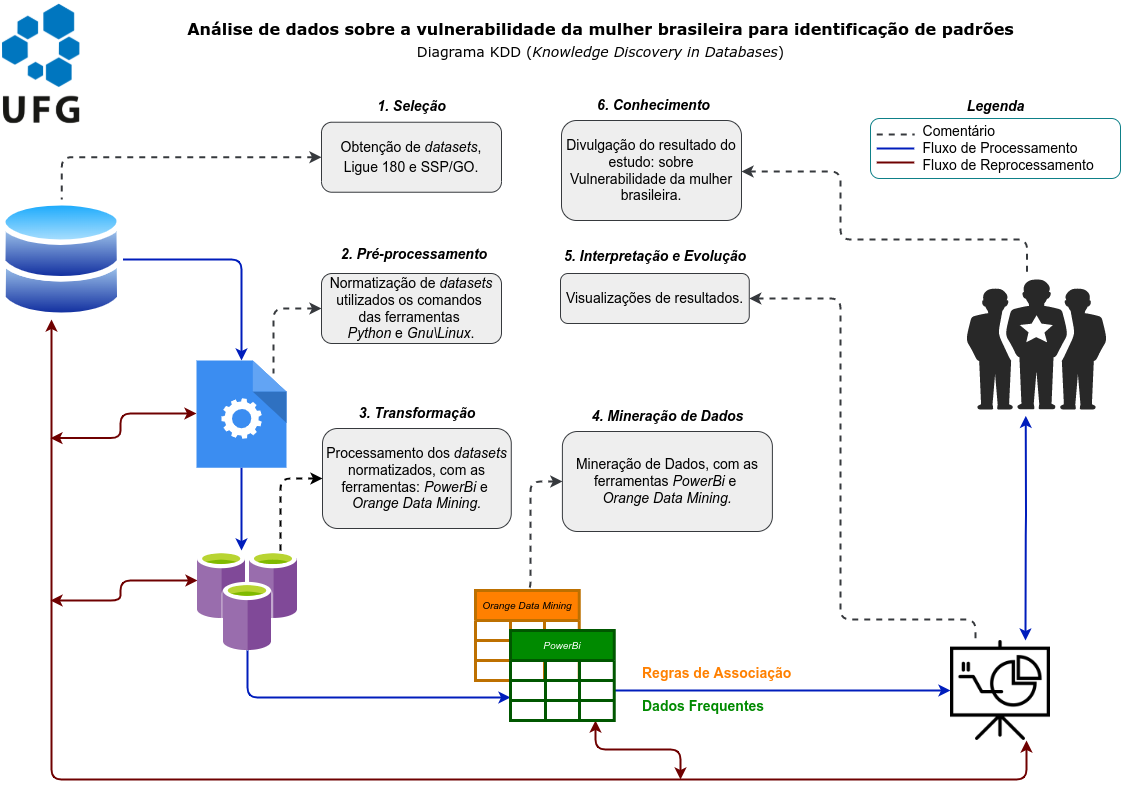 Análise de dados sobre a vulnerabilidade da mulher brasileira para identificação de padrões
Diagrama KDD (Knowledge Discovery in Databases)
UFG
1. Seleção
Obtenção de datasets,
Ligue 180 e SSP/GO.
6. Conhecimento
Divulgação do resultado do
estudo: sobre
Vulnerabilidade da mulher
brasileira.
Legenda
Comentário
Fluxo de Processamento
Fluxo de Reprocessamento
2. Pré-processamento
Normatização de datasets
utilizados os comandos
das ferramentas
Python e Gnu\Linux.
5. Interpretação e Evolução
Visualizações de resultados.
3. Transformação
Processamento dos datasets
normatizados, com as
ferramentas: PowerBi e
Orange Data Mining.
4. Mineração de Dados
Mineração de Dados, com as
ferramentas PowerBi e
Orange Data Mining.
Orange Data Mining
PowerBi
Regras de Associação
Dados Frequentes